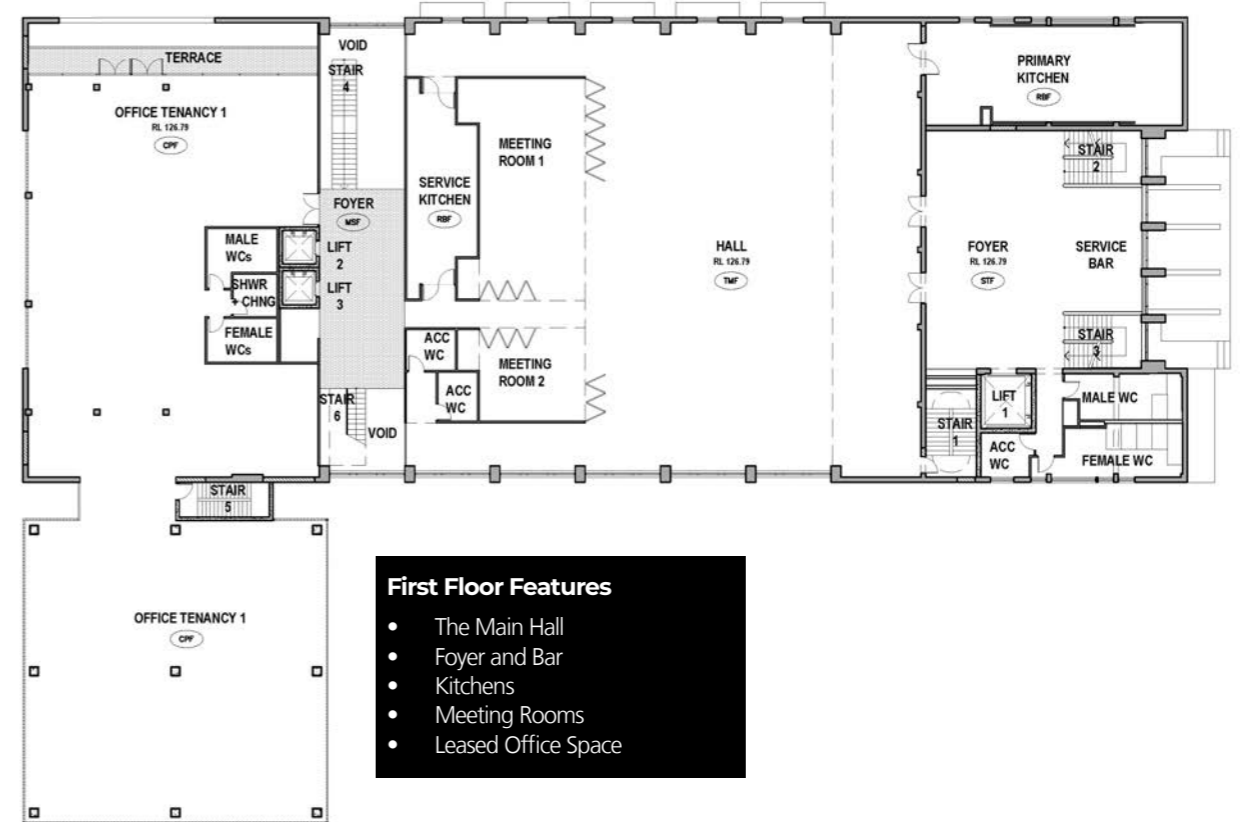 TERRACE
OFFICE TENANCY 1
RL 126.79
CPF
MALE
WCs
SHWR
+ CHNG
FEMALE
WCs
VOID
STAIR
4
FOYER
MSF
LIFT
2
LIFT
3
STAIR
6
VOID
SERVICE
KITCHEN
RBF
MEETING
ROOM 1
ACC
WC
ACC
WC
MEETING
ROOM 2
HALL
RL 126.79
TMF
PRIMARY
KITCHEN
RBF
STAIR
2
FOYER
RL 126.79
STF
SERVICE
BAR
STAIR
3
LIFT
1
MALE WC
STAIR
1
ACC
WC
FEMALE WC
STAIR
5
OFFICE TENANCY 1
CPF
First Floor Features
• The Main Hall
• Foyer and Bar
• Kitchens
• Meeting Rooms
• Leased Office Space